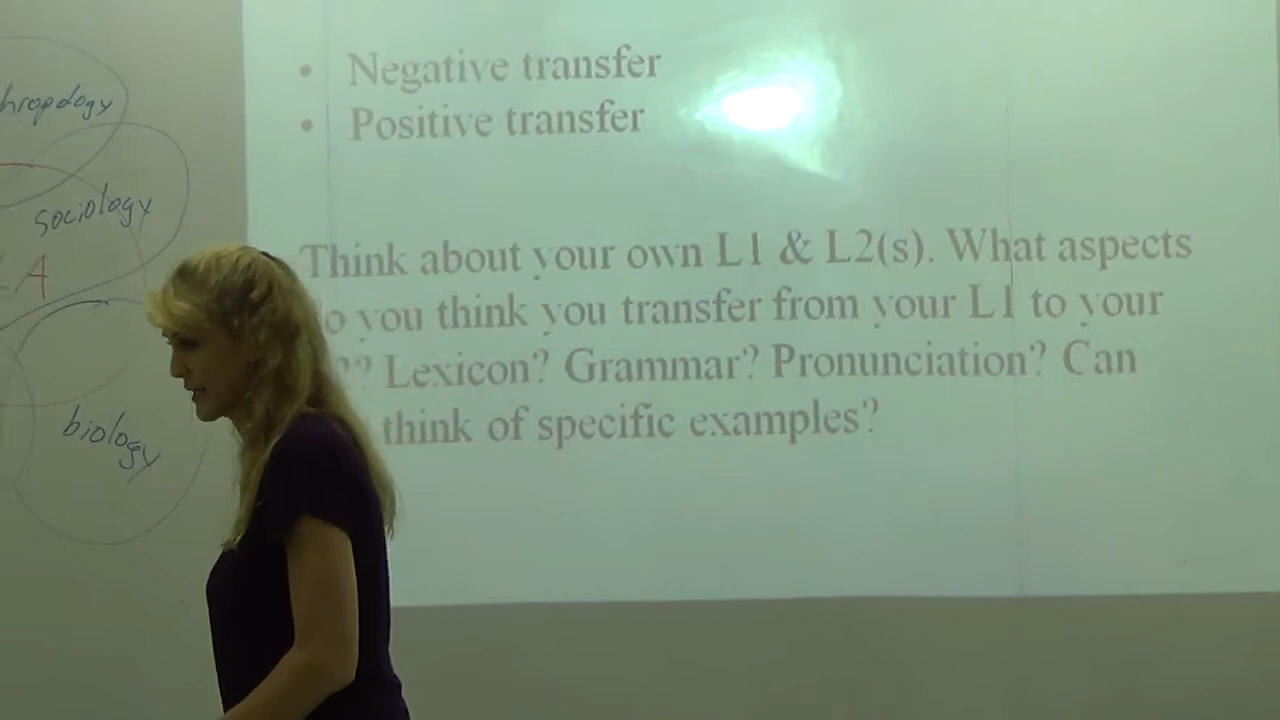 • Negative transfer
• Positive transfer
Think about your own L1 & L2(s). What aspects
you think you transfer from your L1 to your
Lexicon? Grammar? Pronunciation? Can
think of specific examples?
sociology
A
biology